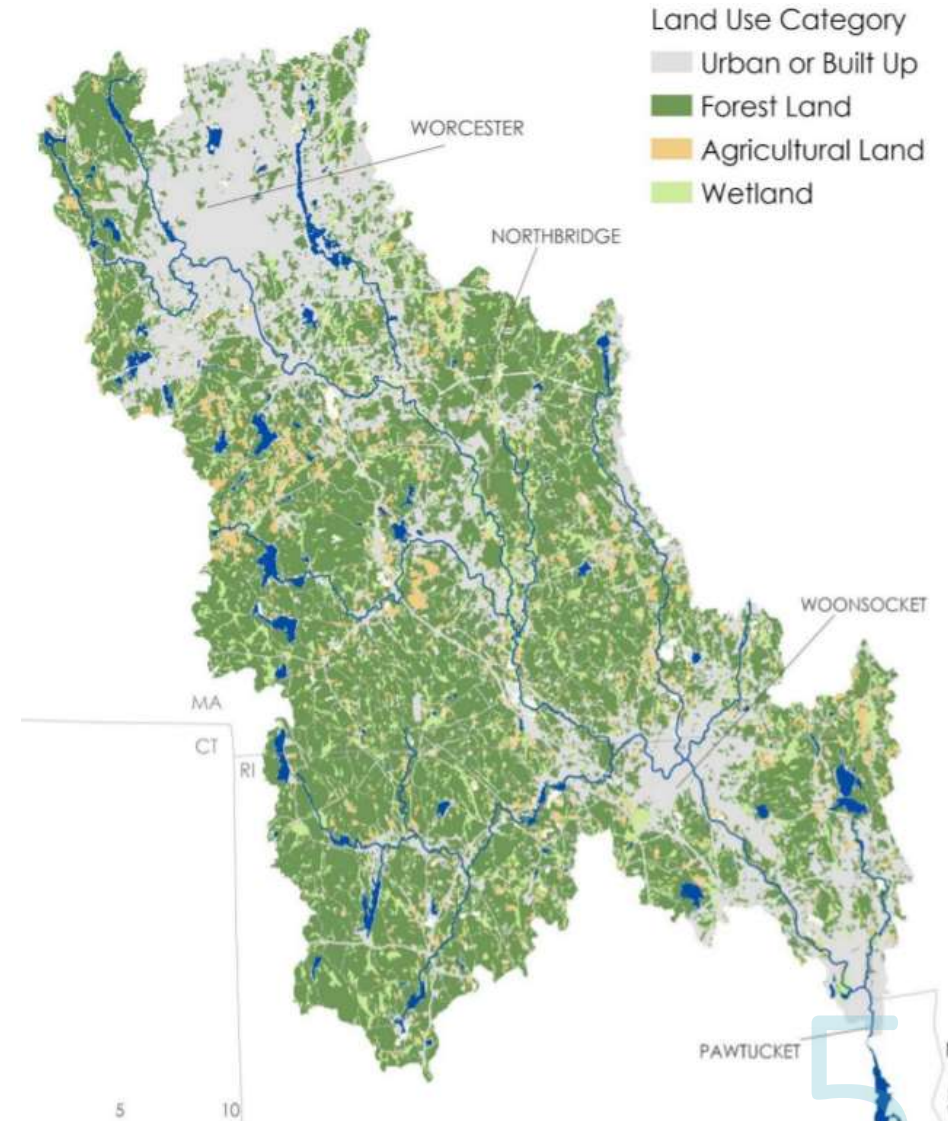 Land Use Category
Urban or Built Up
Forest Land
Agricultural Land
Wetland
WORCESTER
NORTHBRIDGE
WOONSOCKET
MA
CT
RI
PAWTUCKET
5
10